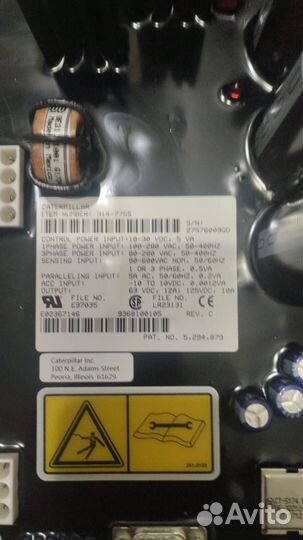 CATERPILLAR
ITEM NUMBER: 314-7755
S/N:
2757600900
CONTROL POWER INPUT: 18-30 VDC, 5 VA
1PHASE POWER INPUT: 100-280 VAC, 50-400HZ
3PHASE POWER INPUT: 80-280 VAC, 50-400HZ
SENSING INPUT: 90-600VAC NOM, 50/60HZ
1 OR 3 PHASE, 0.5VA
PARALLELING INPUT: 5A AC, 50/60HZ, 0.2VA
ACC INPUT: -10 TO 10VDC, 0.0012VA
OUTPUT: 63 VDC, 12A; 125VDC, 10A
FILE NO.
E97035
FILE NO.
LR23131
E02367146
9368100105
REV. C
PAT. NO. 5,294,879
Caterpillar Inc.
100 N.E. Adams Street
Peoria, Illinois 61629
Avito